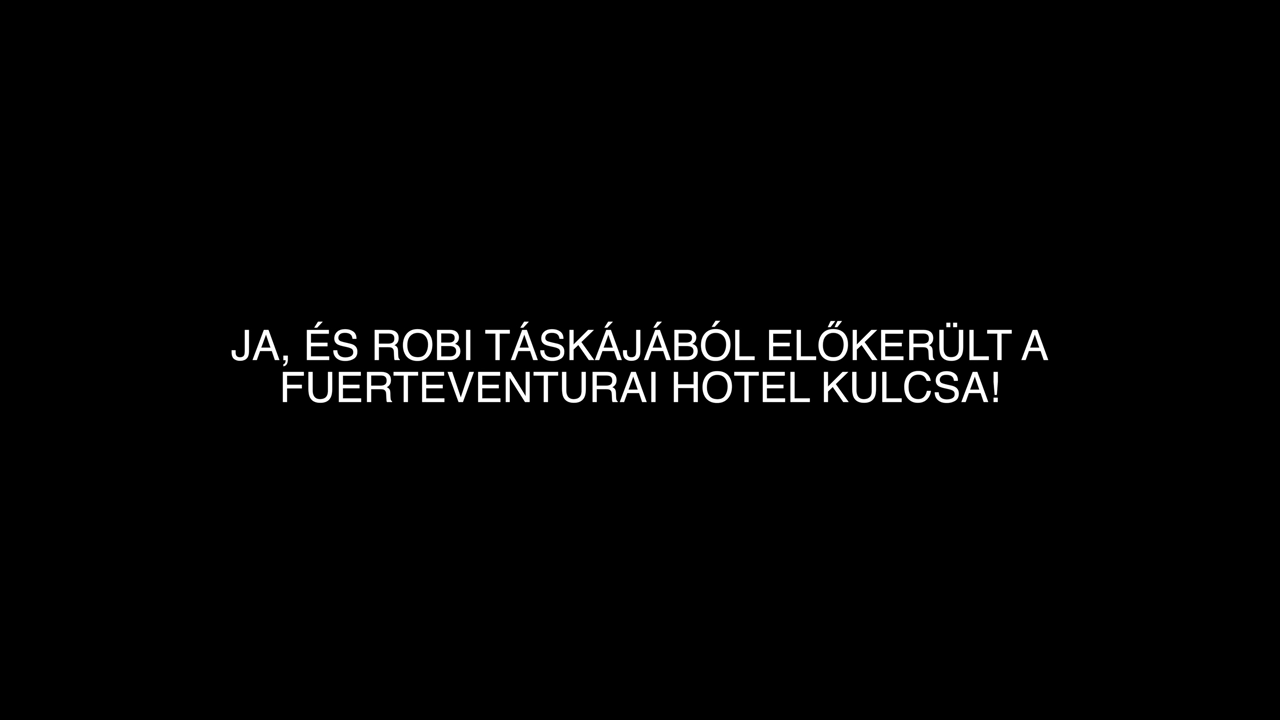 JA, ÉS ROBI TÁSKÁJÁBÓL ELŐKERÜLT A
FUERTEVENTURAI HOTEL KULCSA!